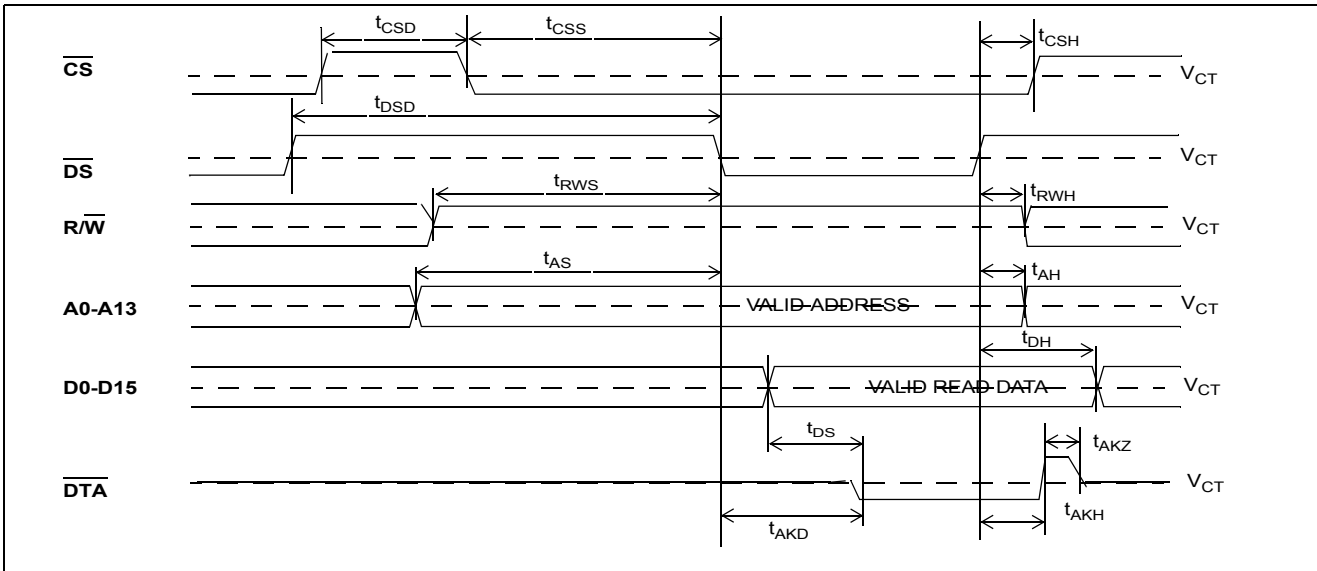 tCSD
tCSS
tCSH
CS
VCT
tDSD
DS
VCT
tRWS
tRWH
R/W
VCT
tAS
tAH
A0-A13
VALID ADDRESS
VCT
tDH
D0-D15
VALID READ DATA
VCT
tDS
tAKZ
DTA
VCT
tAKD
tAKH